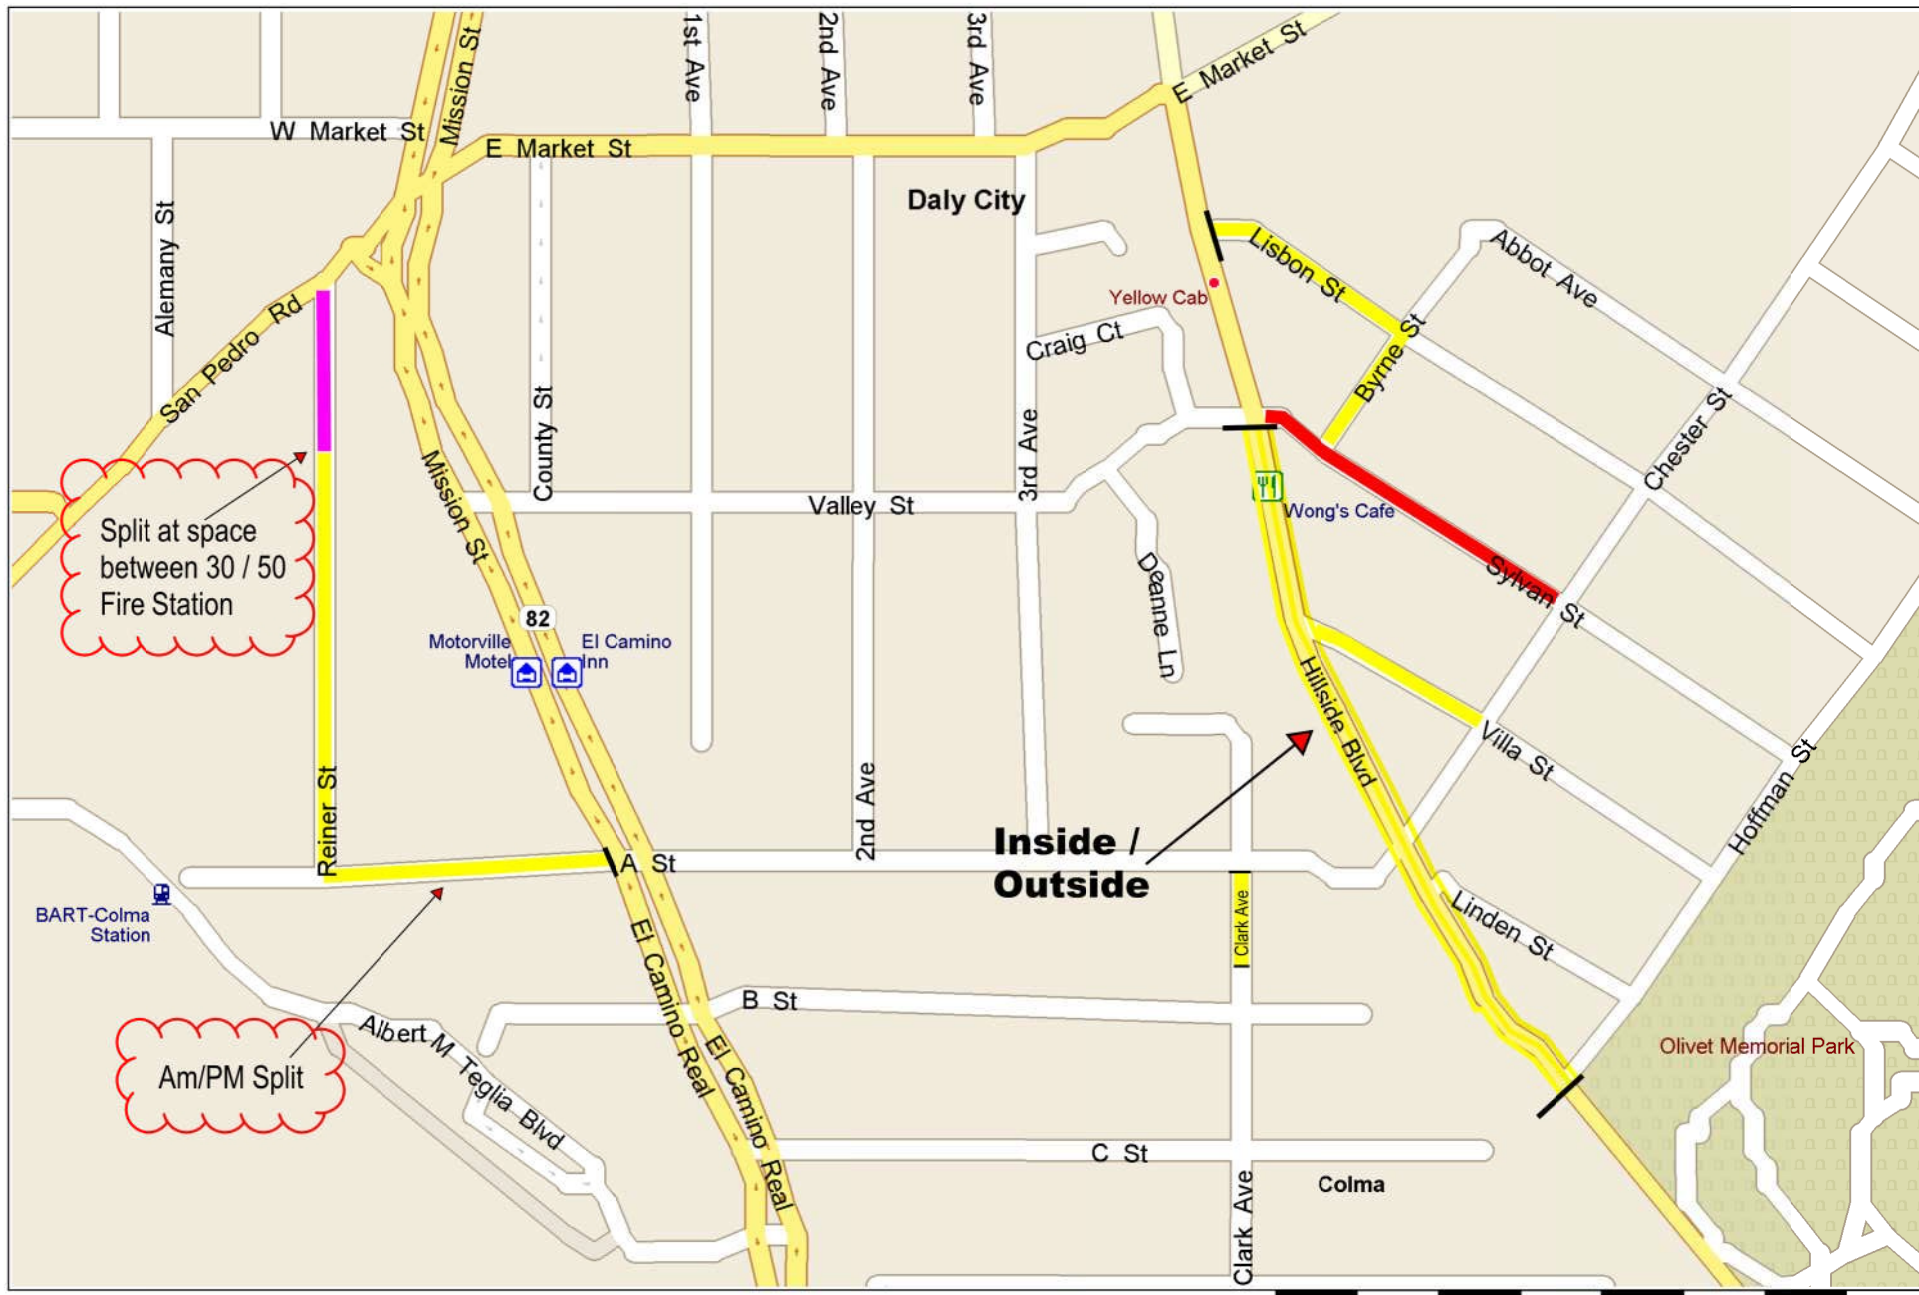 Mission St
1st Ave
2nd Ave
3rd Ave
E Market St
W Market St
E Market St
Daly City
Alemany St
Lisbon St
Abbot Ave
Yellow Cab
San Pedro Rd
Craig Ct
Byrne St
County St
3rd Ave
Chester St
Mission St
Valley St
Wong's Cafe
Split at space
between 30 / 50
Fire Station
Deanne Ln
Sylvan St
82
Motorville
Motel
El Camino
Inn
Hillside Blvd
Villa St
Reiner St
2nd Ave
Hoffman St
Inside /
Outside
A St
BART-Colma
Station
Clark Ave
Linden St
El Camino Real
B St
Albert M Teglia Blvd
El Camino Real
Olivet Memorial Park
Am/PM Split
C St
Colma
Clark Ave